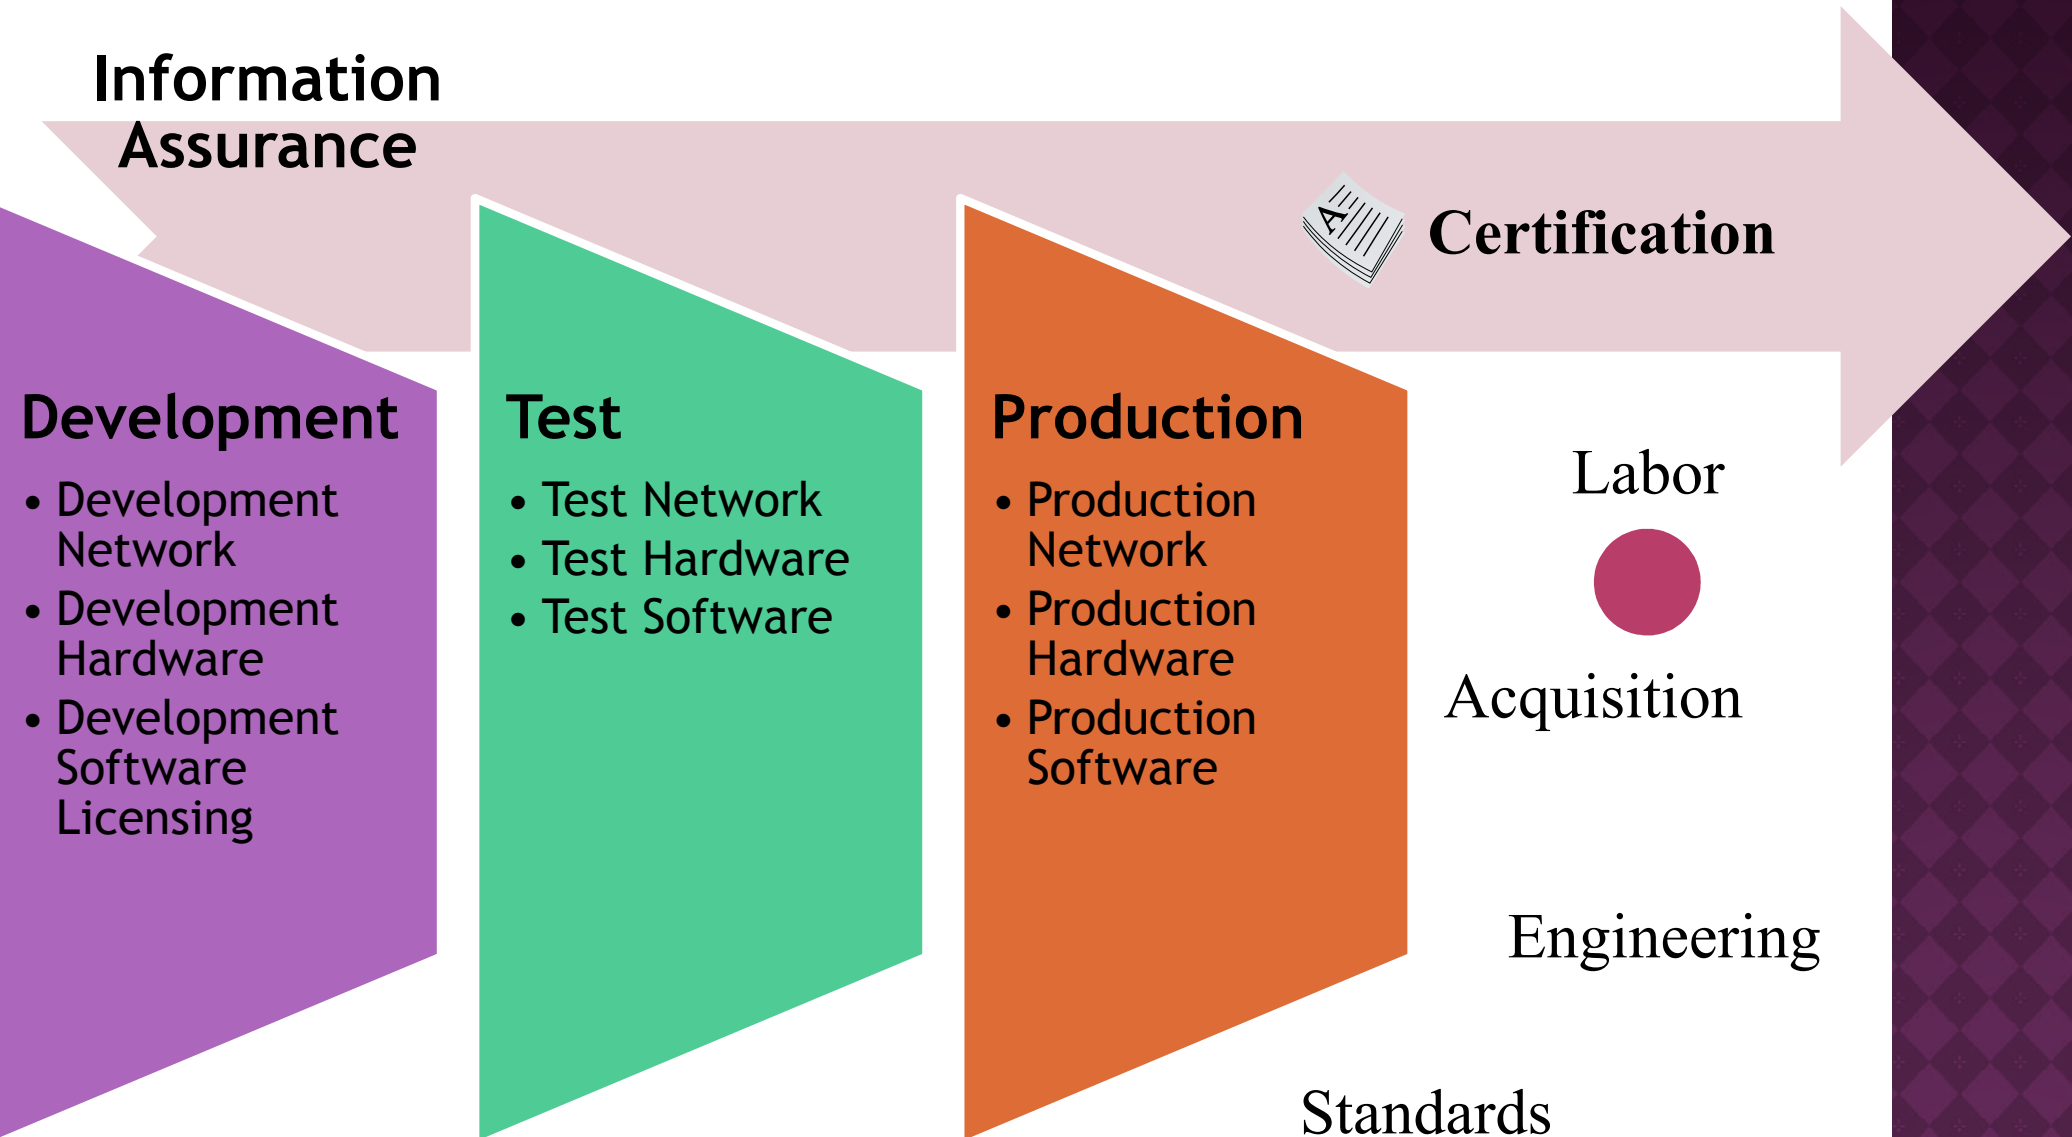 Information
Assurance
A
Certification
Development
• Development
Network
• Development
Hardware
• Development
Software
Licensing
Test
• Test Network
• Test Hardware
• Test Software
Production
• Production
Network
• Production
Hardware
• Production
Software
Labor
Acquisition
Engineering
Standards